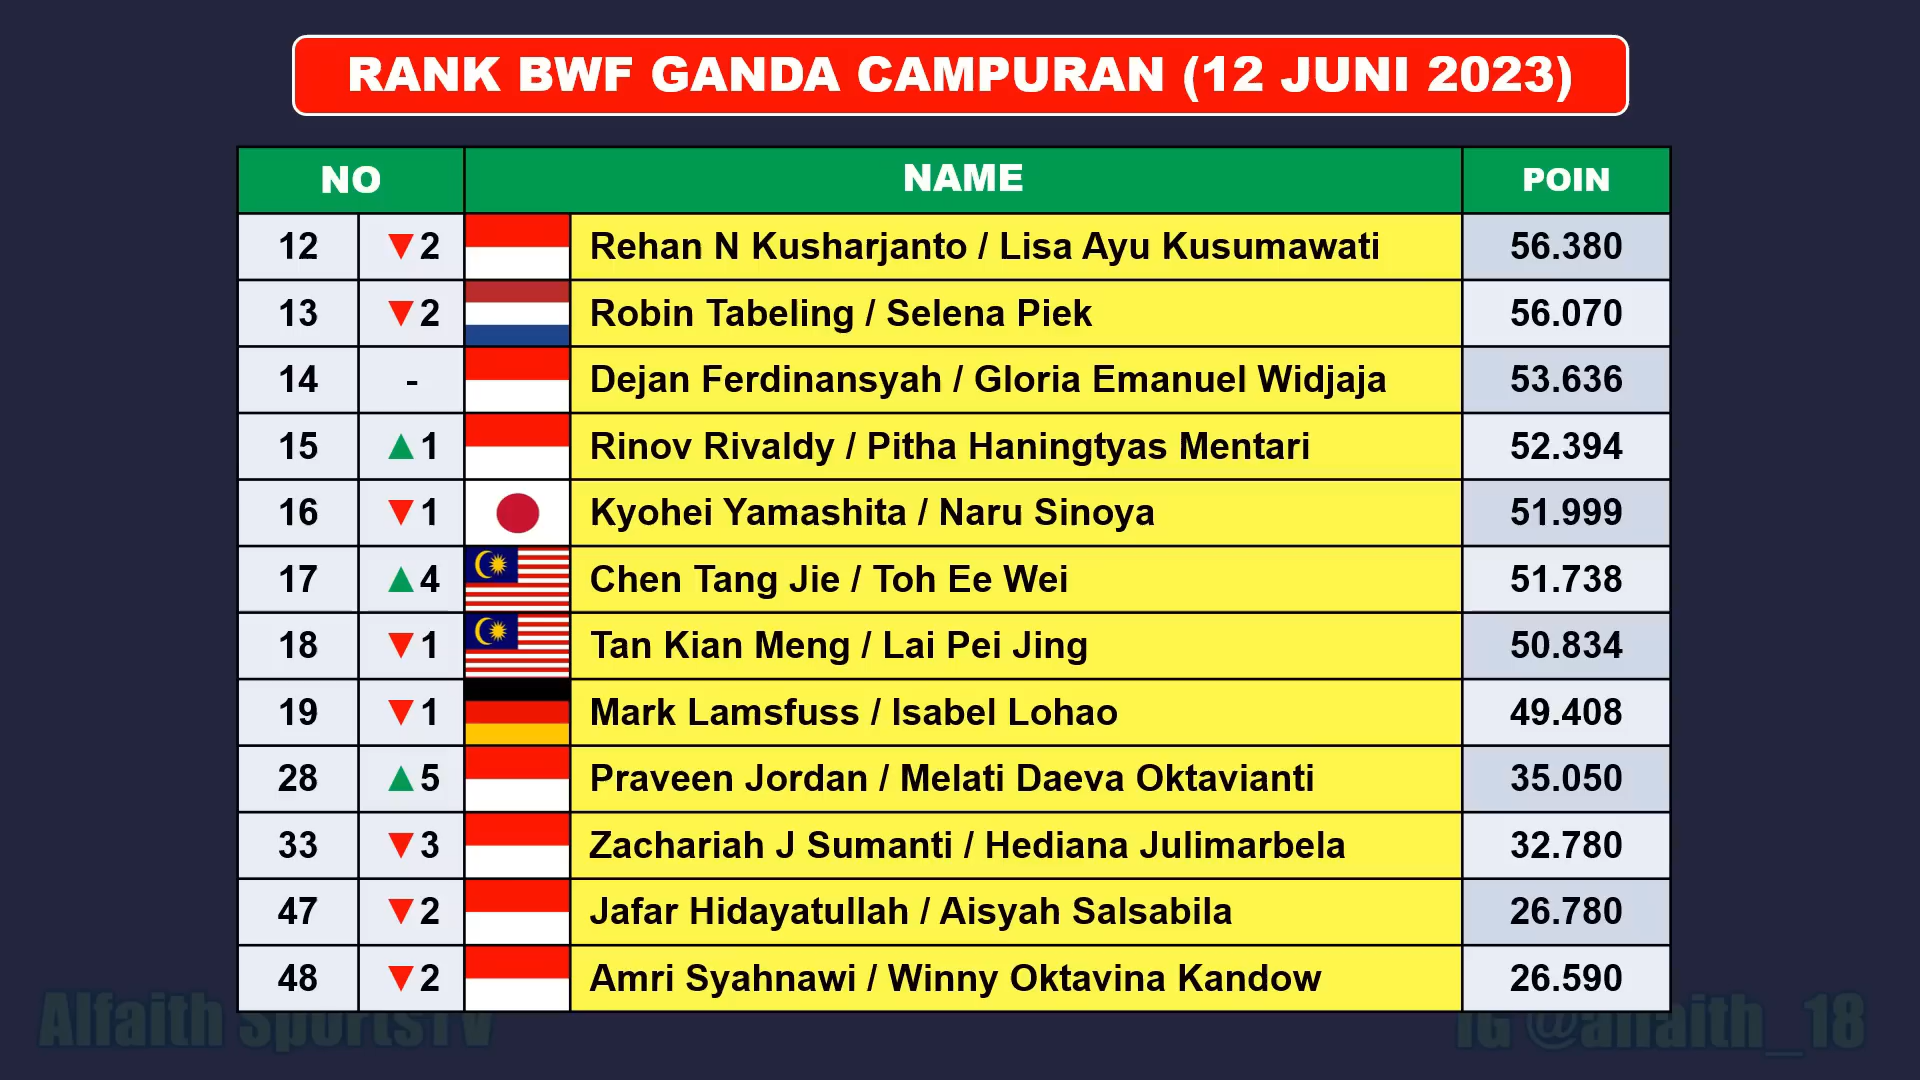 RANK BWF GANDA CAMPURAN (12 JUNI 2023)
NO NAME POIN
12 ▼2 Rehan N Kusharjanto / Lisa Ayu Kusumawati 56.380
13 ▼2 Robin Tabeling / Selena Piek 56.070
14 - Dejan Ferdinansyah / Gloria Emanuel Widjaja 53.636
15 ▲1 Rinov Rivaldy / Pitha Haningtyas Mentari 52.394
16 ▼1 Kyohei Yamashita / Naru Sinoya 51.999
17 ▲4 Chen Tang Jie / Toh Ee Wei 51.738
18 ▼1 Tan Kian Meng / Lai Pei Jing 50.834
19 ▼1 Mark Lamsfuss / Isabel Lohao 49.408
28 ▲5 Praveen Jordan / Melati Daeva Oktavianti 35.050
33 ▼3 Zachariah J Sumanti / Hediana Julimarbela 32.780
47 ▼2 Jafar Hidayatullah / Aisyah Salsabila 26.780
48 ▼2 Amri Syahnawi / Winny Oktavina Kandow 26.590
Alfaith SportsTV IG @alfaith_18